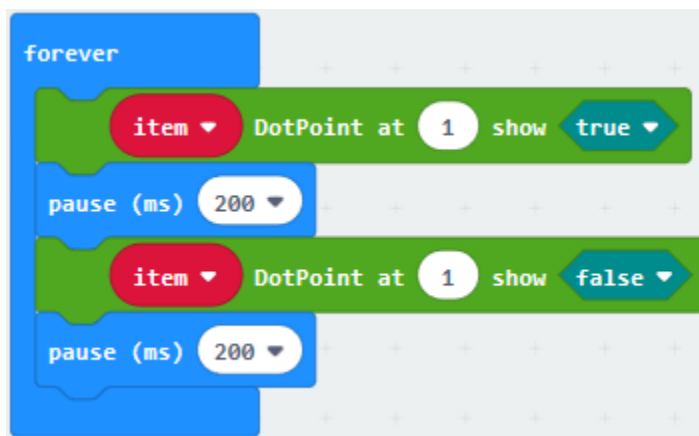 forever
item DotPoint at 1 show true
pause (ms) 200
item DotPoint at 1 show false
pause (ms) 200